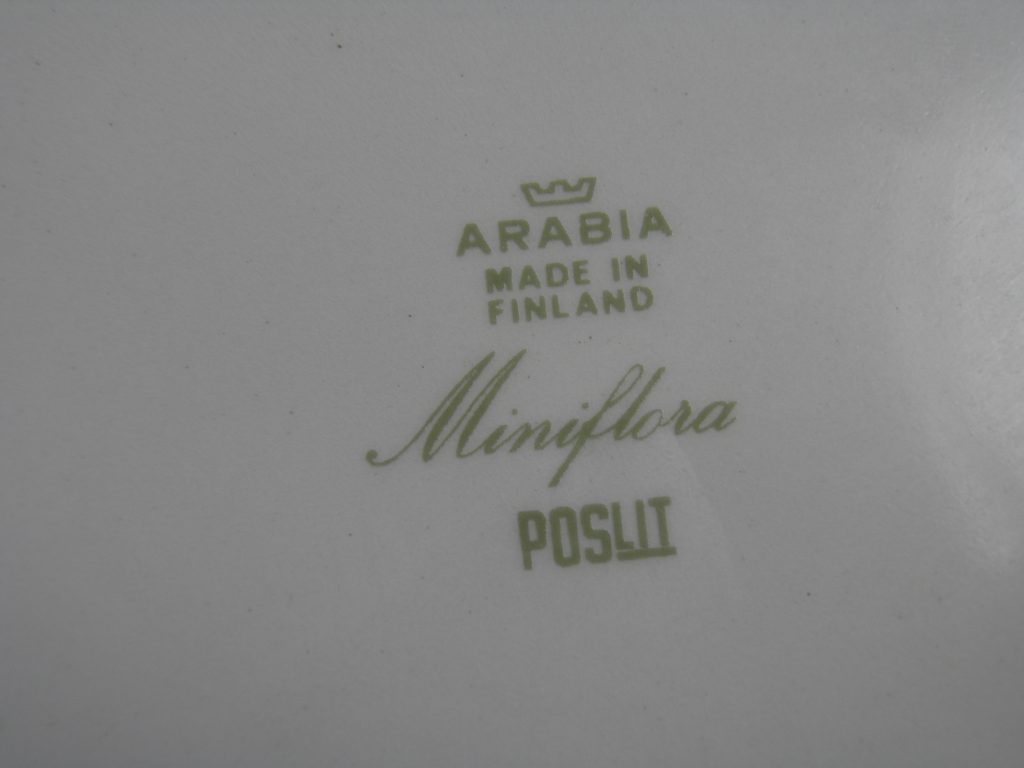 ARABIA
MADE IN
FINLAND
Miniflora
POSLIT